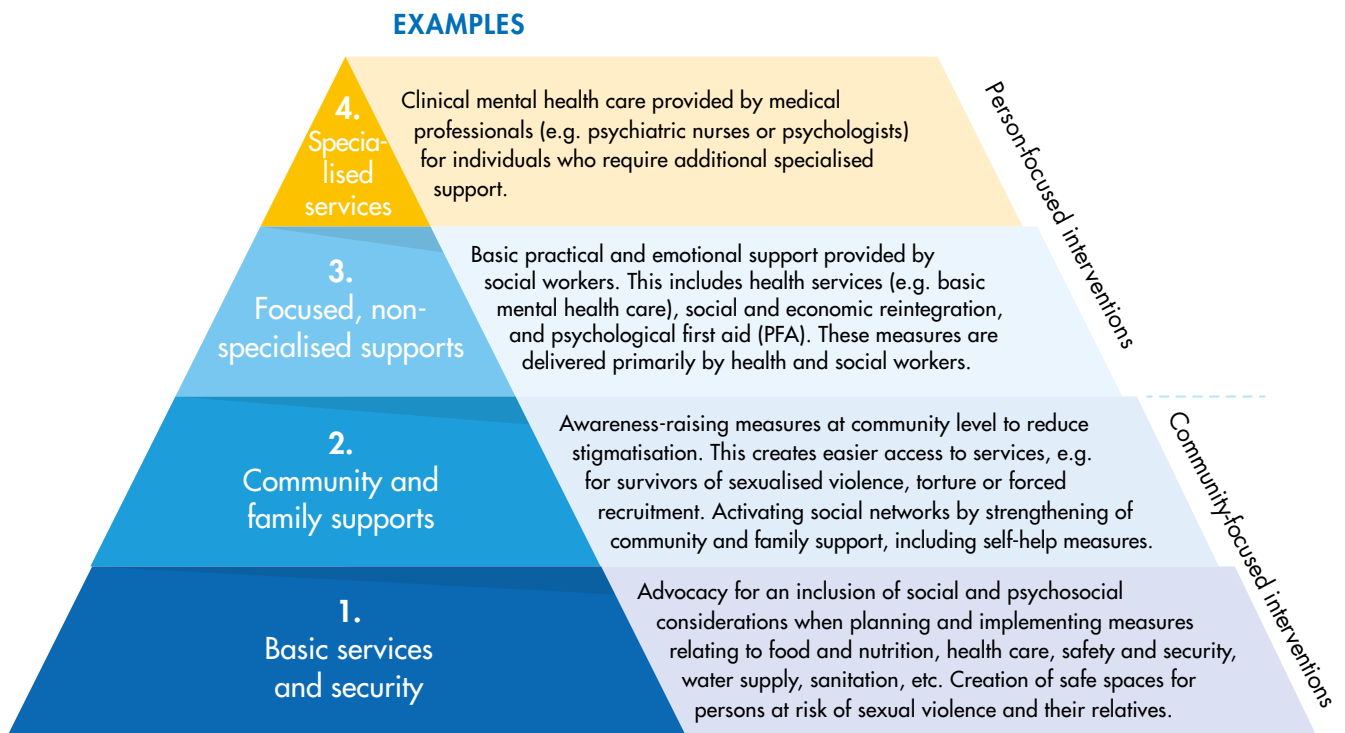 EXAMPLES
4.
Specia-
lised
services
Clinical mental health care provided by medical
professionals (e.g. psychiatric nurses or psychologists)
for individuals who require additional specialised
support.
Person-focused interventions
3.
Focused, non-
specialised supports
Basic practical and emotional support provided by
social workers. This includes health services (e.g. basic
mental health care), social and economic reintegration,
and psychological first aid (PFA). These measures are
delivered primarily by health and social workers.
2.
Community and
family supports
Awareness-raising measures at community level to reduce
stigmatisation. This creates easier access to services, e.g.
for survivors of sexualised violence, torture or forced
recruitment. Activating social networks by strengthening of
community and family support, including self-help measures.
Community-focused interventions
1.
Basic services
and security
Advocacy for an inclusion of social and psychosocial
considerations when planning and implementing measures
relating to food and nutrition, health care, safety and security,
water supply, sanitation, etc. Creation of safe spaces for
persons at risk of sexual violence and their relatives.